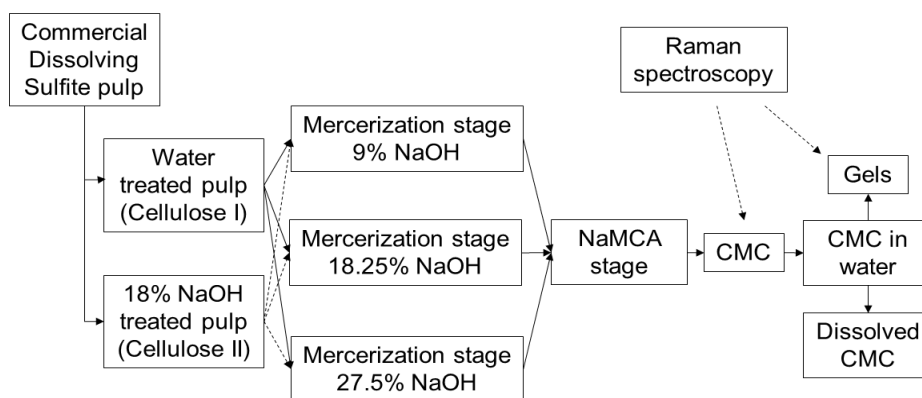 Commercial
Dissolving
Sulfite pulp
Water
treated pulp
(Cellulose I)
18% NaOH
treated pulp
(Cellulose II)
Mercerization stage
9% NaOH
Mercerization stage
18.25% NaOH
Mercerization stage
27.5% NaOH
NaMCA
stage
Raman
spectroscopy
CMC
Gels
CMC in
water
Dissolved
CMC